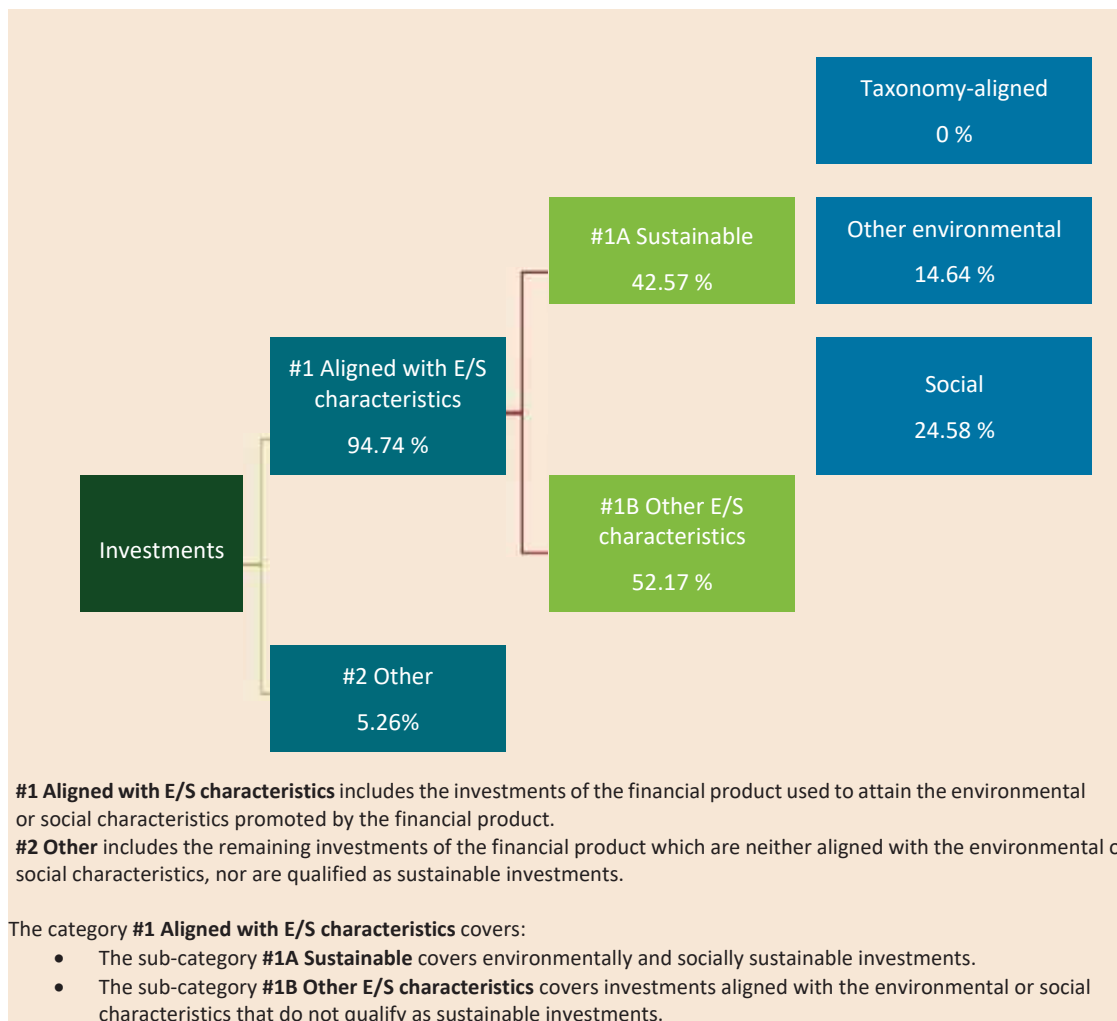 Taxonomy-aligned
0 %
#1A Sustainable
42.57 %
Other environmental
14.64 %
#1 Aligned with E/S
characteristics
94.74 %
Social
24.58 %
Investments
#1B Other E/S
characteristics
52.17 %
#2 Other
5.26%
#1 Aligned with E/S characteristics includes the investments of the financial product used to attain the environmental
or social characteristics promoted by the financial product.
#2 Other includes the remaining investments of the financial product which are neither aligned with the environmental
social characteristics, nor are qualified as sustainable investments.
The category #1 Aligned with E/S characteristics covers:
• The sub-category #1A Sustainable covers environmentally and socially sustainable investments.
• The sub-category #1B Other E/S characteristics covers investments aligned with the environmental or social
characteristics that do not qualify as sustainable investments.